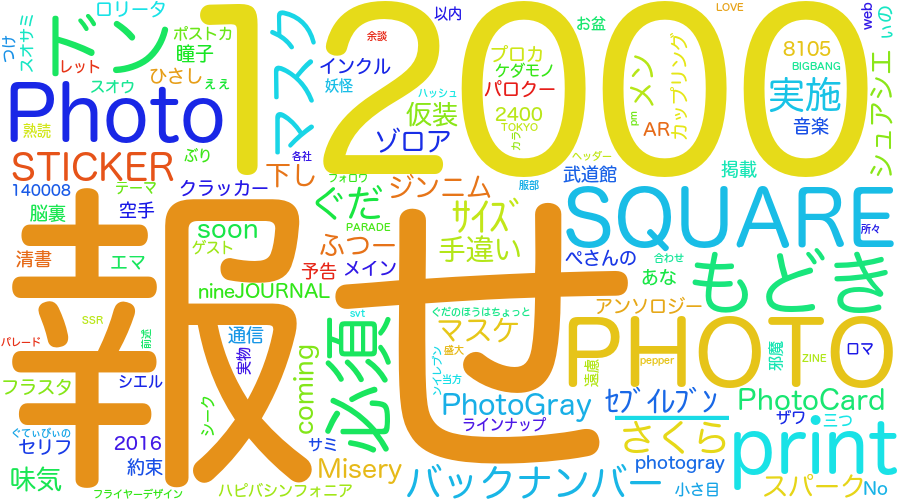 ロリータ
ドン
12000
LOVE
web
いの
以内
お盆
つけ
スオサミ
ポストカ
瞳子
マスク
余談
インクル
プロカ
ケダモノ
メン
カップリング
8105
BIGBANG
シュアシエ
レット
ひさし
ええ
スオウ
妖怪
パロクー
実施
Photo
熟読
ハッシュ
仮装
2400
TOKYO
カラ
pm
AR
音楽
ぷり
ゾロア
STICKER
各社
下し
フォロウ
140008
テーマ
クラッカー
ジンニム
服部
武道館
掲載
脳裏
空手
ぐだ
PARADE
サイズ
SQUARE
所々
報せ
soon
ふつー
手違い
ぺさんの
合わせ
清書
エマ
ゲスト
予告
メイン
あな
もどき
nineJOURNAL
アンソロジー
SSR
パレード
前述
通信
svt
ぐだのほうはちょっと
マスケ
盛大
PHOTO
実物
必須
ヘッダー
遠慮
pepper
邪魔
ZINE
ロマ
フラスタ
シエル
coming
ンイレブン
当方
PhotoGray
セブイレブン
PhotoCard
シーク
ぐてぃぴぃの
セリフ
2016
サミ
ラインナップ
さくら
ザワ
三つ
print
味気
約束
Misery
photogray
フライヤーデザイン
ハピバシンフォニア
バックナンバー
小さ目
スパーク
No